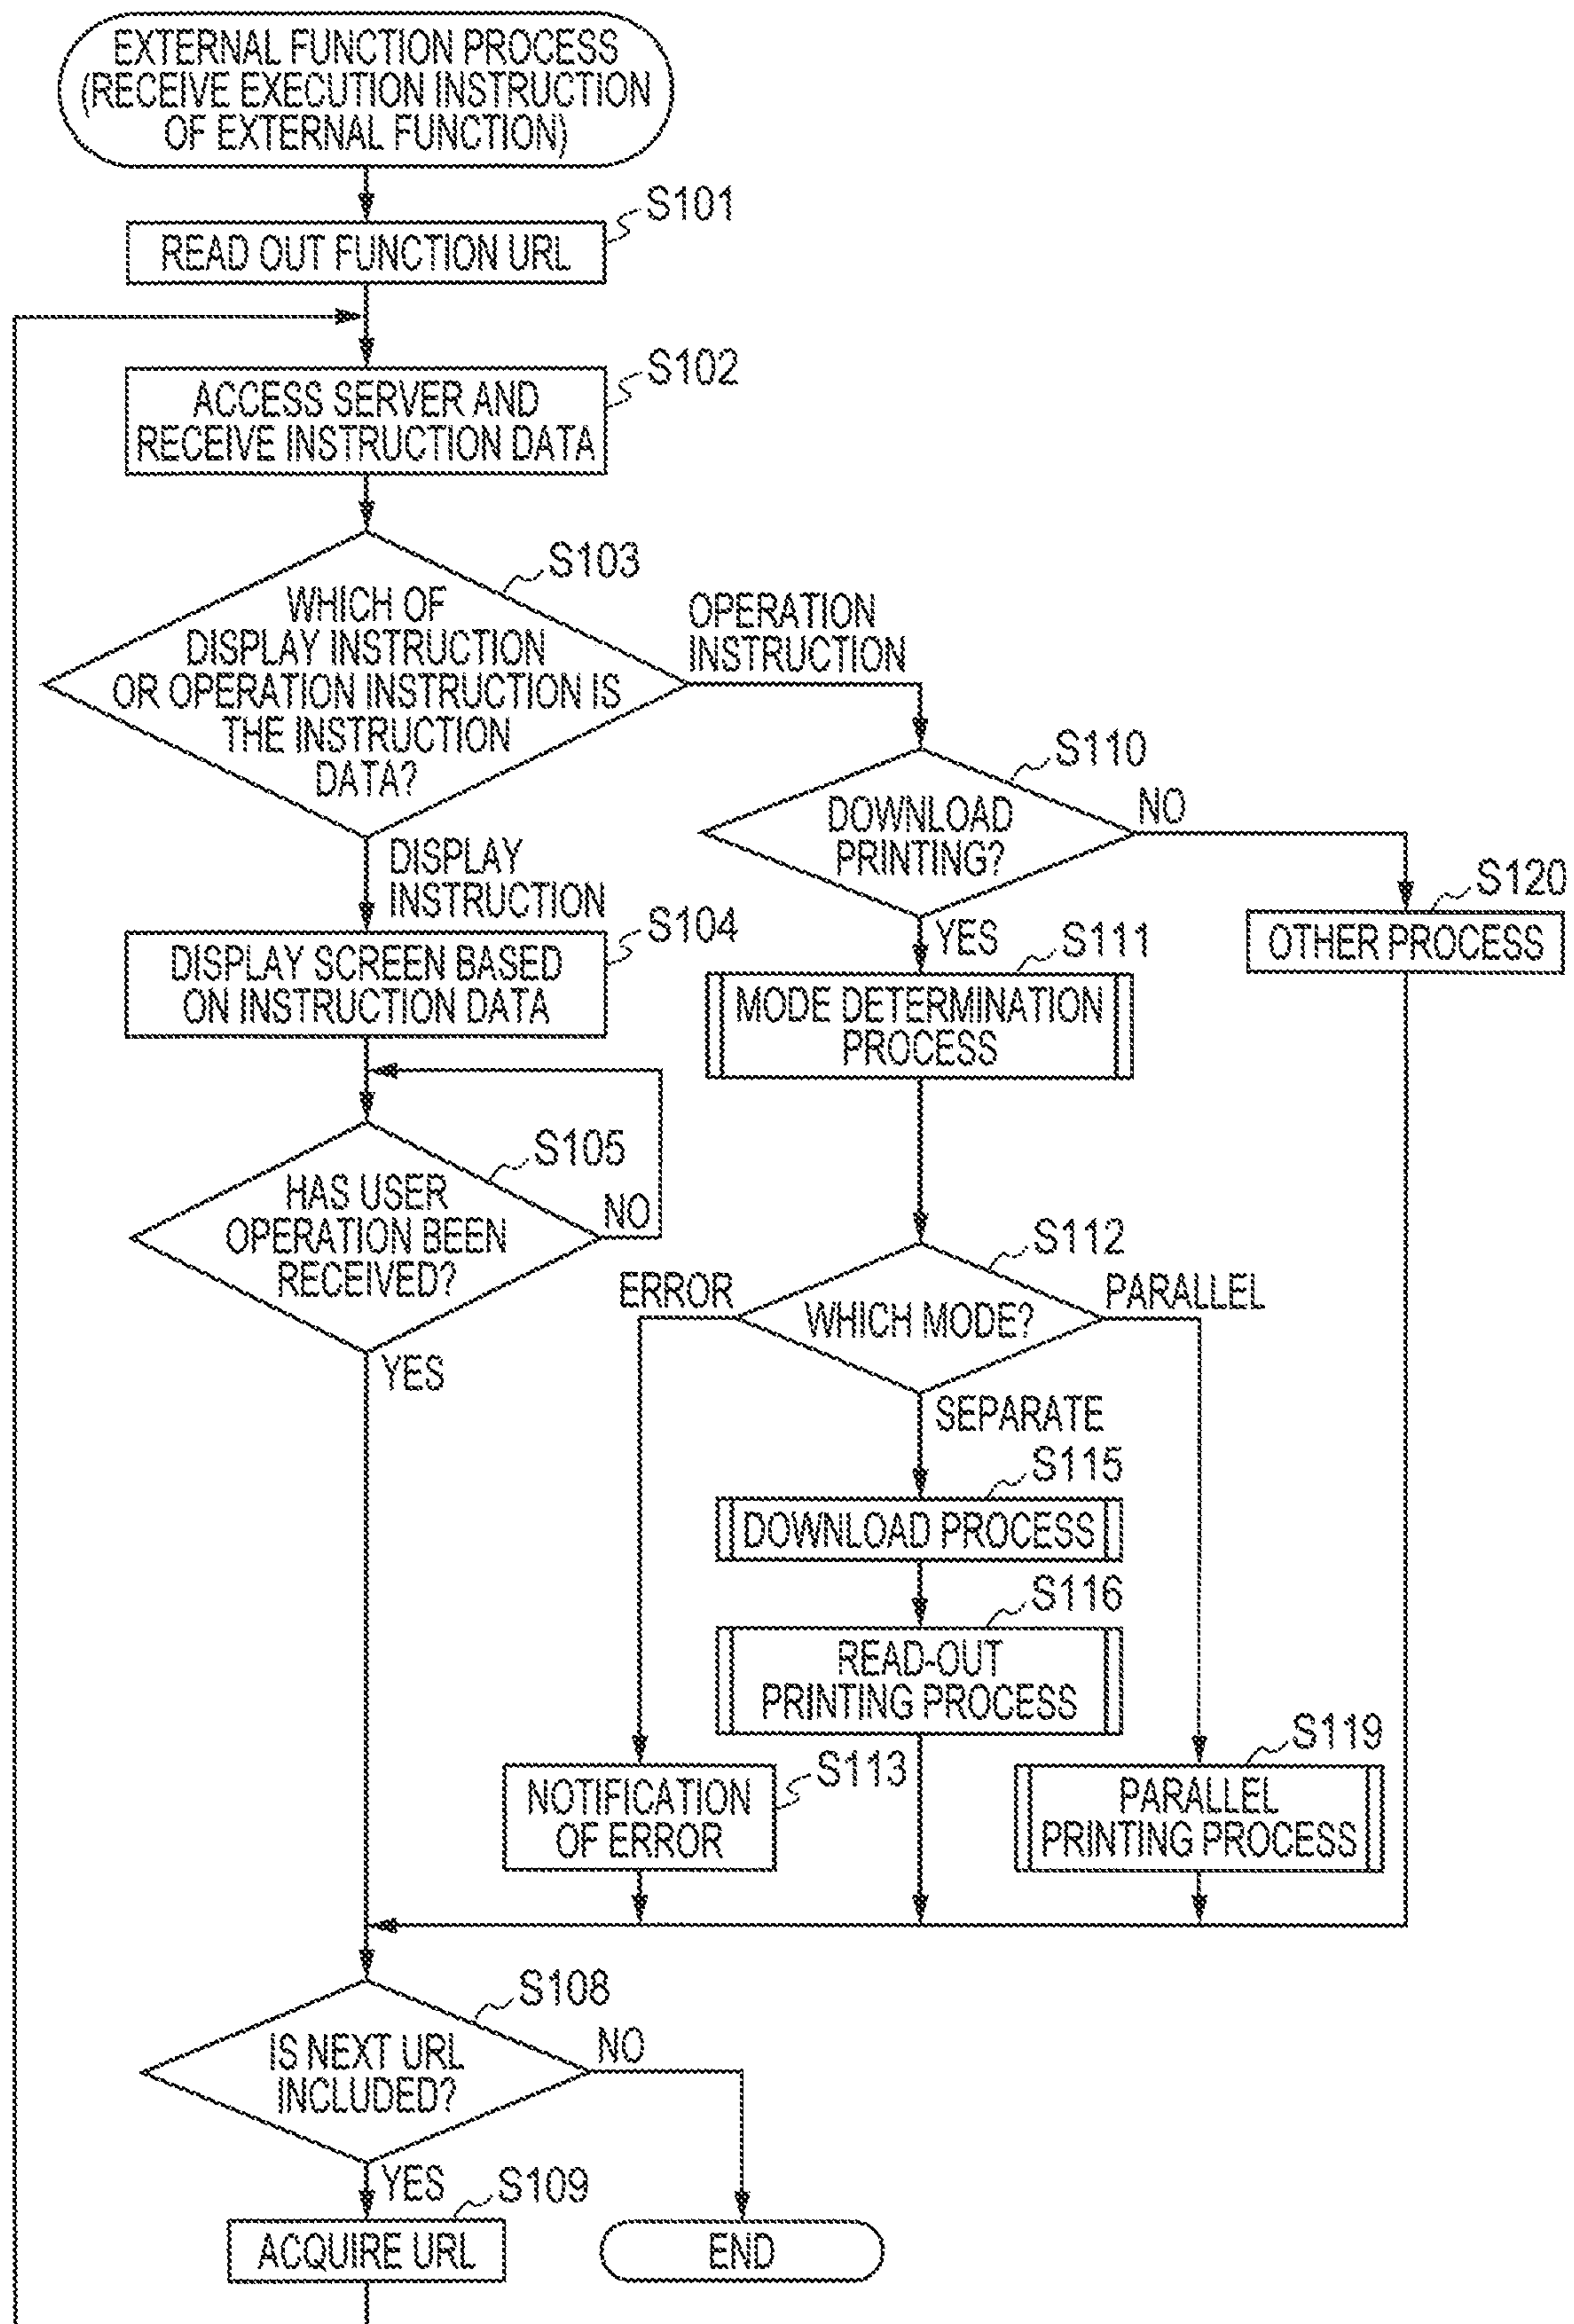 EXTERNAL FUNCTION PROCESS
(RECEIVE EXECUTION INSTRUCTION
OF EXTERNAL FUNCTION)
S101
READ OUT FUNCTION URL
S102
ACCESS SERVER AND
RECEIVE INSTRUCTION DATA
S103
WHICH OF
DISPLAY INSTRUCTION
OR OPERATION INSTRUCTION IS
THE INSTRUCTION
DATA?
OPERATION
INSTRUCTION
DISPLAY
INSTRUCTION
S104
DISPLAY SCREEN BASED
ON INSTRUCTION DATA
S105
HAS USER
OPERATION BEEN
RECEIVED?
NO
YES
S110
DOWNLOAD
PRINTING?
NO
S120
OTHER PROCESS
YES
S111
MODE DETERMINATION
PROCESS
S112
WHICH MODE?
ERROR
PARALLEL
SEPARATE
S115
DOWNLOAD PROCESS
S116
READ-OUT
PRINTING PROCESS
S113
NOTIFICATION
OF ERROR
S119
PARALLEL
PRINTING PROCESS
S108
IS NEXT URL
INCLUDED?
NO
YES
S109
ACQUIRE URL
END